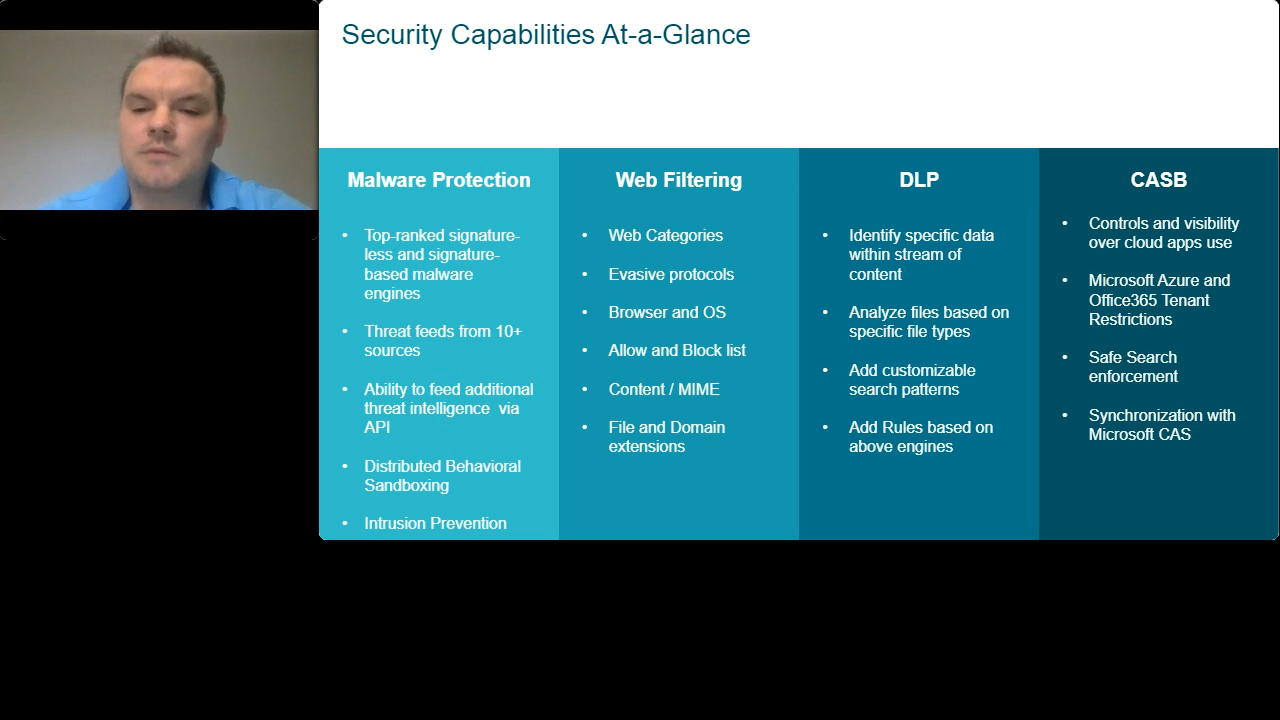 Security Capabilities At-a-Glance
Malware Protection
• Top-ranked signature-
less and signature-
based malware
engines
• Threat feeds from 10+
sources
• Ability to feed additional
threat intelligence  via
API
• Distributed Behavioral
Sandboxing
• Intrusion Prevention
Web Filtering
• Web Categories
• Evasive protocols
• Browser and OS
• Allow and Block list
• Content / MIME
• File and Domain
extensions
DLP
• Identify specific data
within stream of
content
• Analyze files based on
specific file types
• Add customizable
search patterns
• Add Rules based on
above engines
CASB
• Controls and visibility
over cloud apps use
• Microsoft Azure and
Office365 Tenant
Restrictions
• Safe Search
enforcement
• Synchronization with
Microsoft CAS